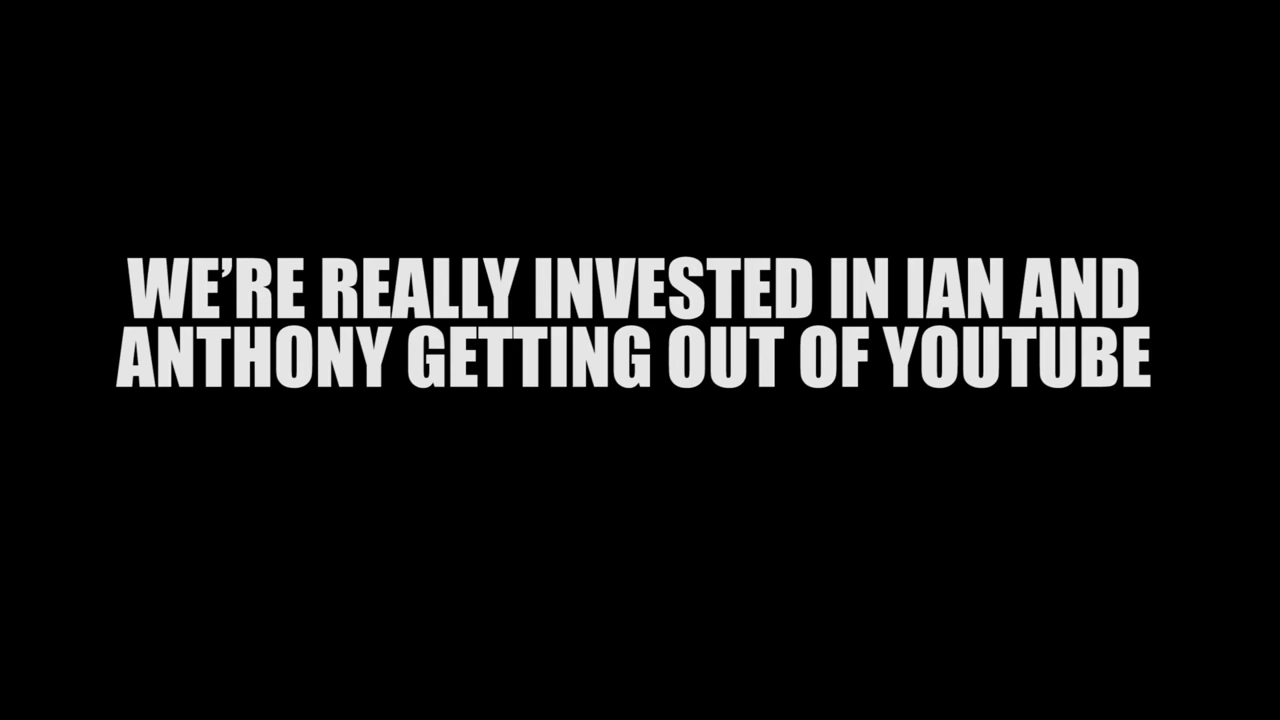 WE’RE REALLY INVESTED IN IAN AND
ANTHONY GETTING OUT OF YOUTUBE